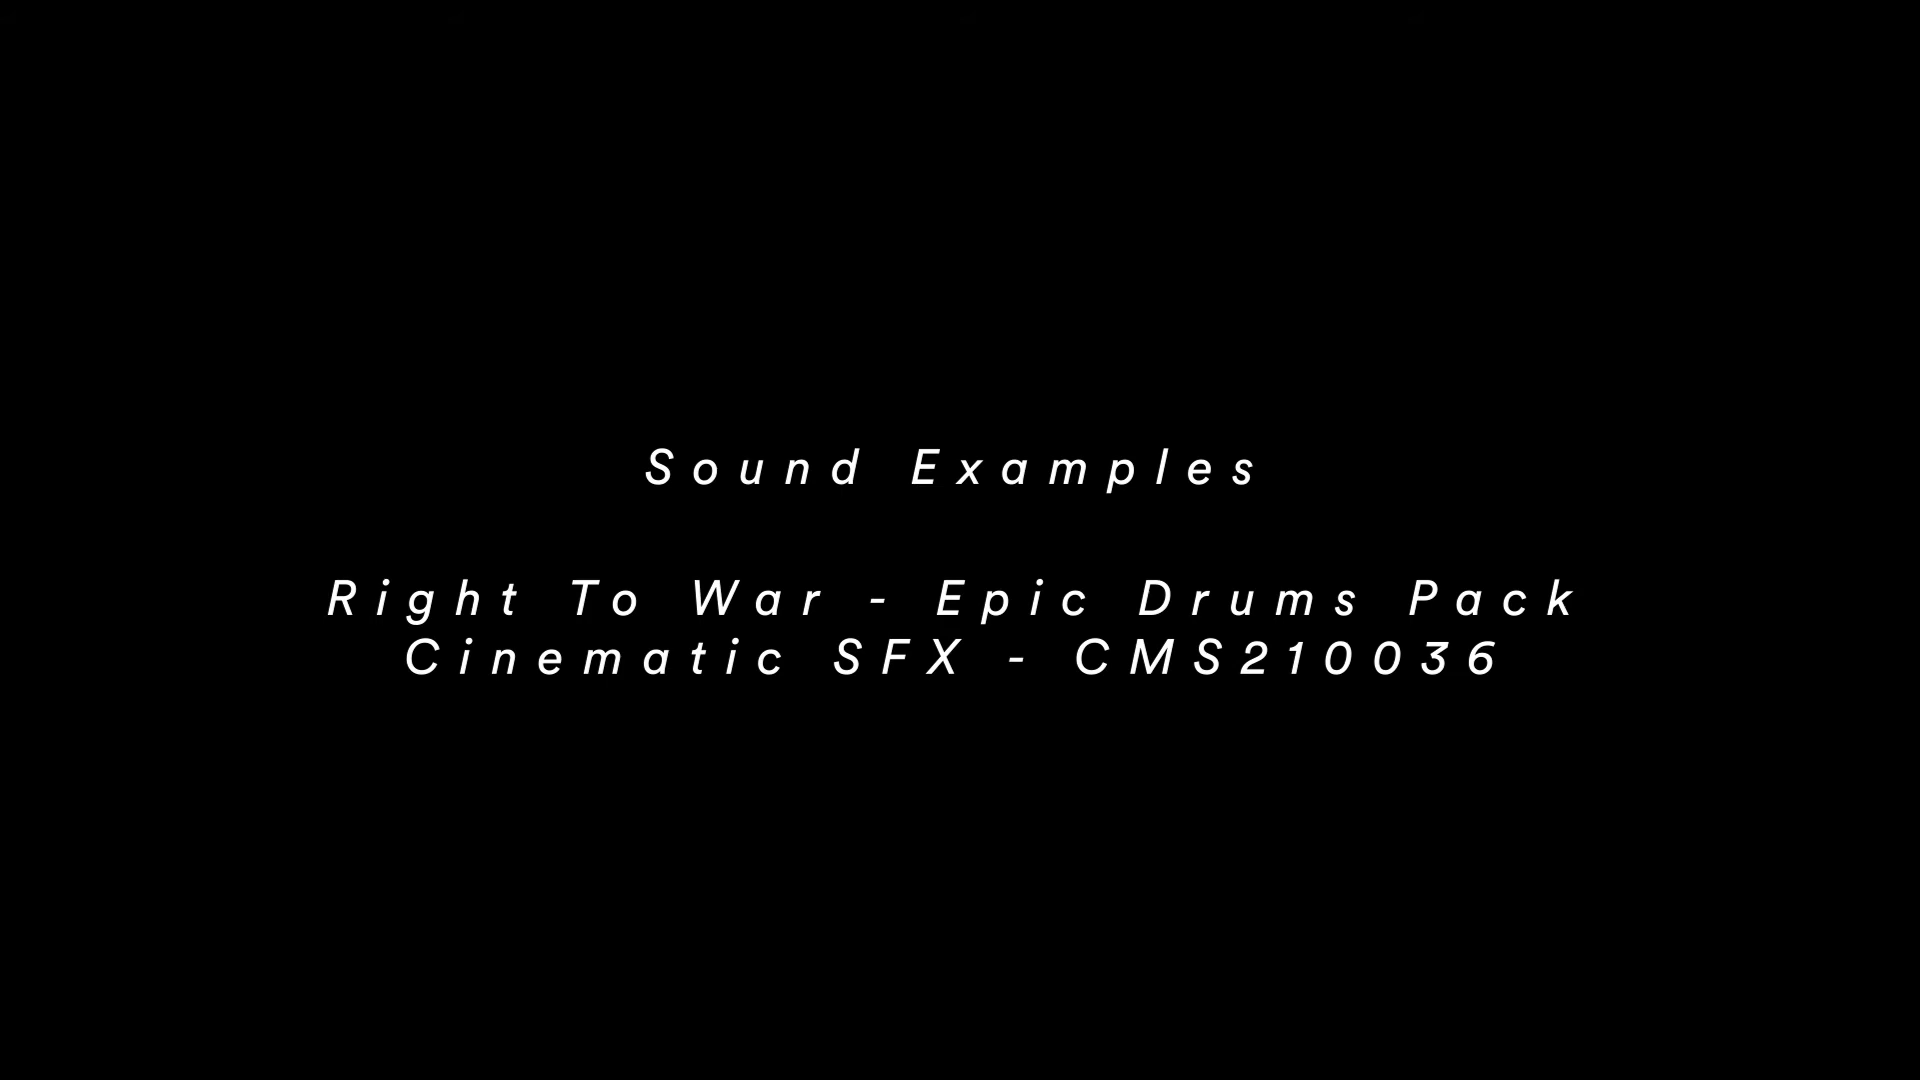 Sound Examples
Right To War - Epic Drums Pack
Cinematic SFX - CMS210036